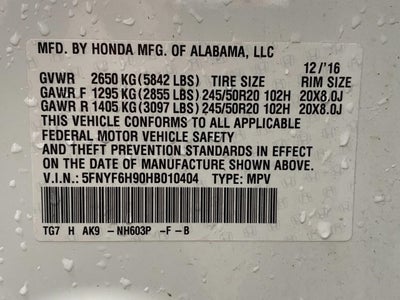 MFD. BY HONDA MFG. OF ALABAMA, LLC
12/'16
GVWR 2650 KG (5842 LBS) TIRE SIZE RIM SIZE
GAWR F 1295 KG (2855 LBS) 245/50R20 102H 20X8.0J
GAWR R 1405 KG (3097 LBS) 245/50R20 102H 20X8.0J
THIS VEHICLE CONFORMS TO ALL APPLICABLE
FEDERAL MOTOR VEHICLE SAFETY
AND THEFT PREVENTION STANDARDS IN
EFFECT ON THE DATE OF MANUFACTURE SHOWN ABOVE.
V.I.N.: 5FNYF6H90HB010404 TYPE: MPV
TG7 H AK9 -NH603P -F -B